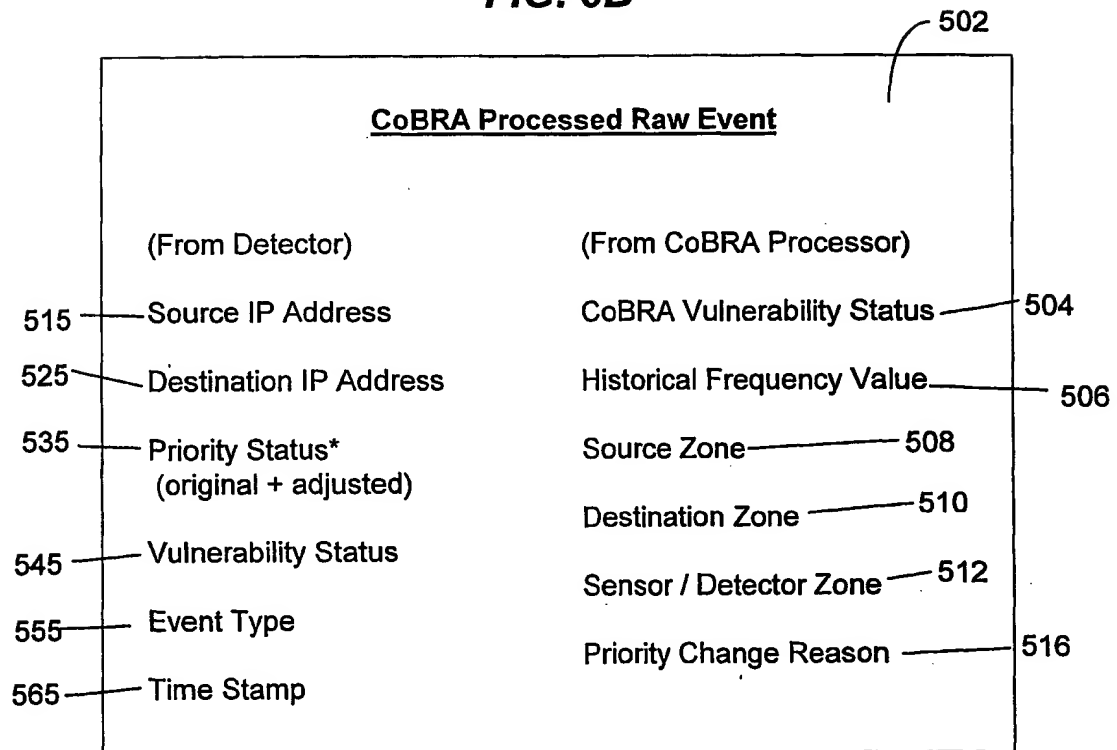 502
CoBRA Processed Raw Event
(From Detector) (From CoBRA Processor)
515 Source IP Address CoBRA Vulnerability Status 504
525 Destination IP Address Historical Frequency Value 506
535 Priority Status* Source Zone 508
(original + adjusted)
Destination Zone 510
545 Vulnerability Status
Sensor / Detector Zone 512
555 Event Type
Priority Change Reason 516
565 Time Stamp